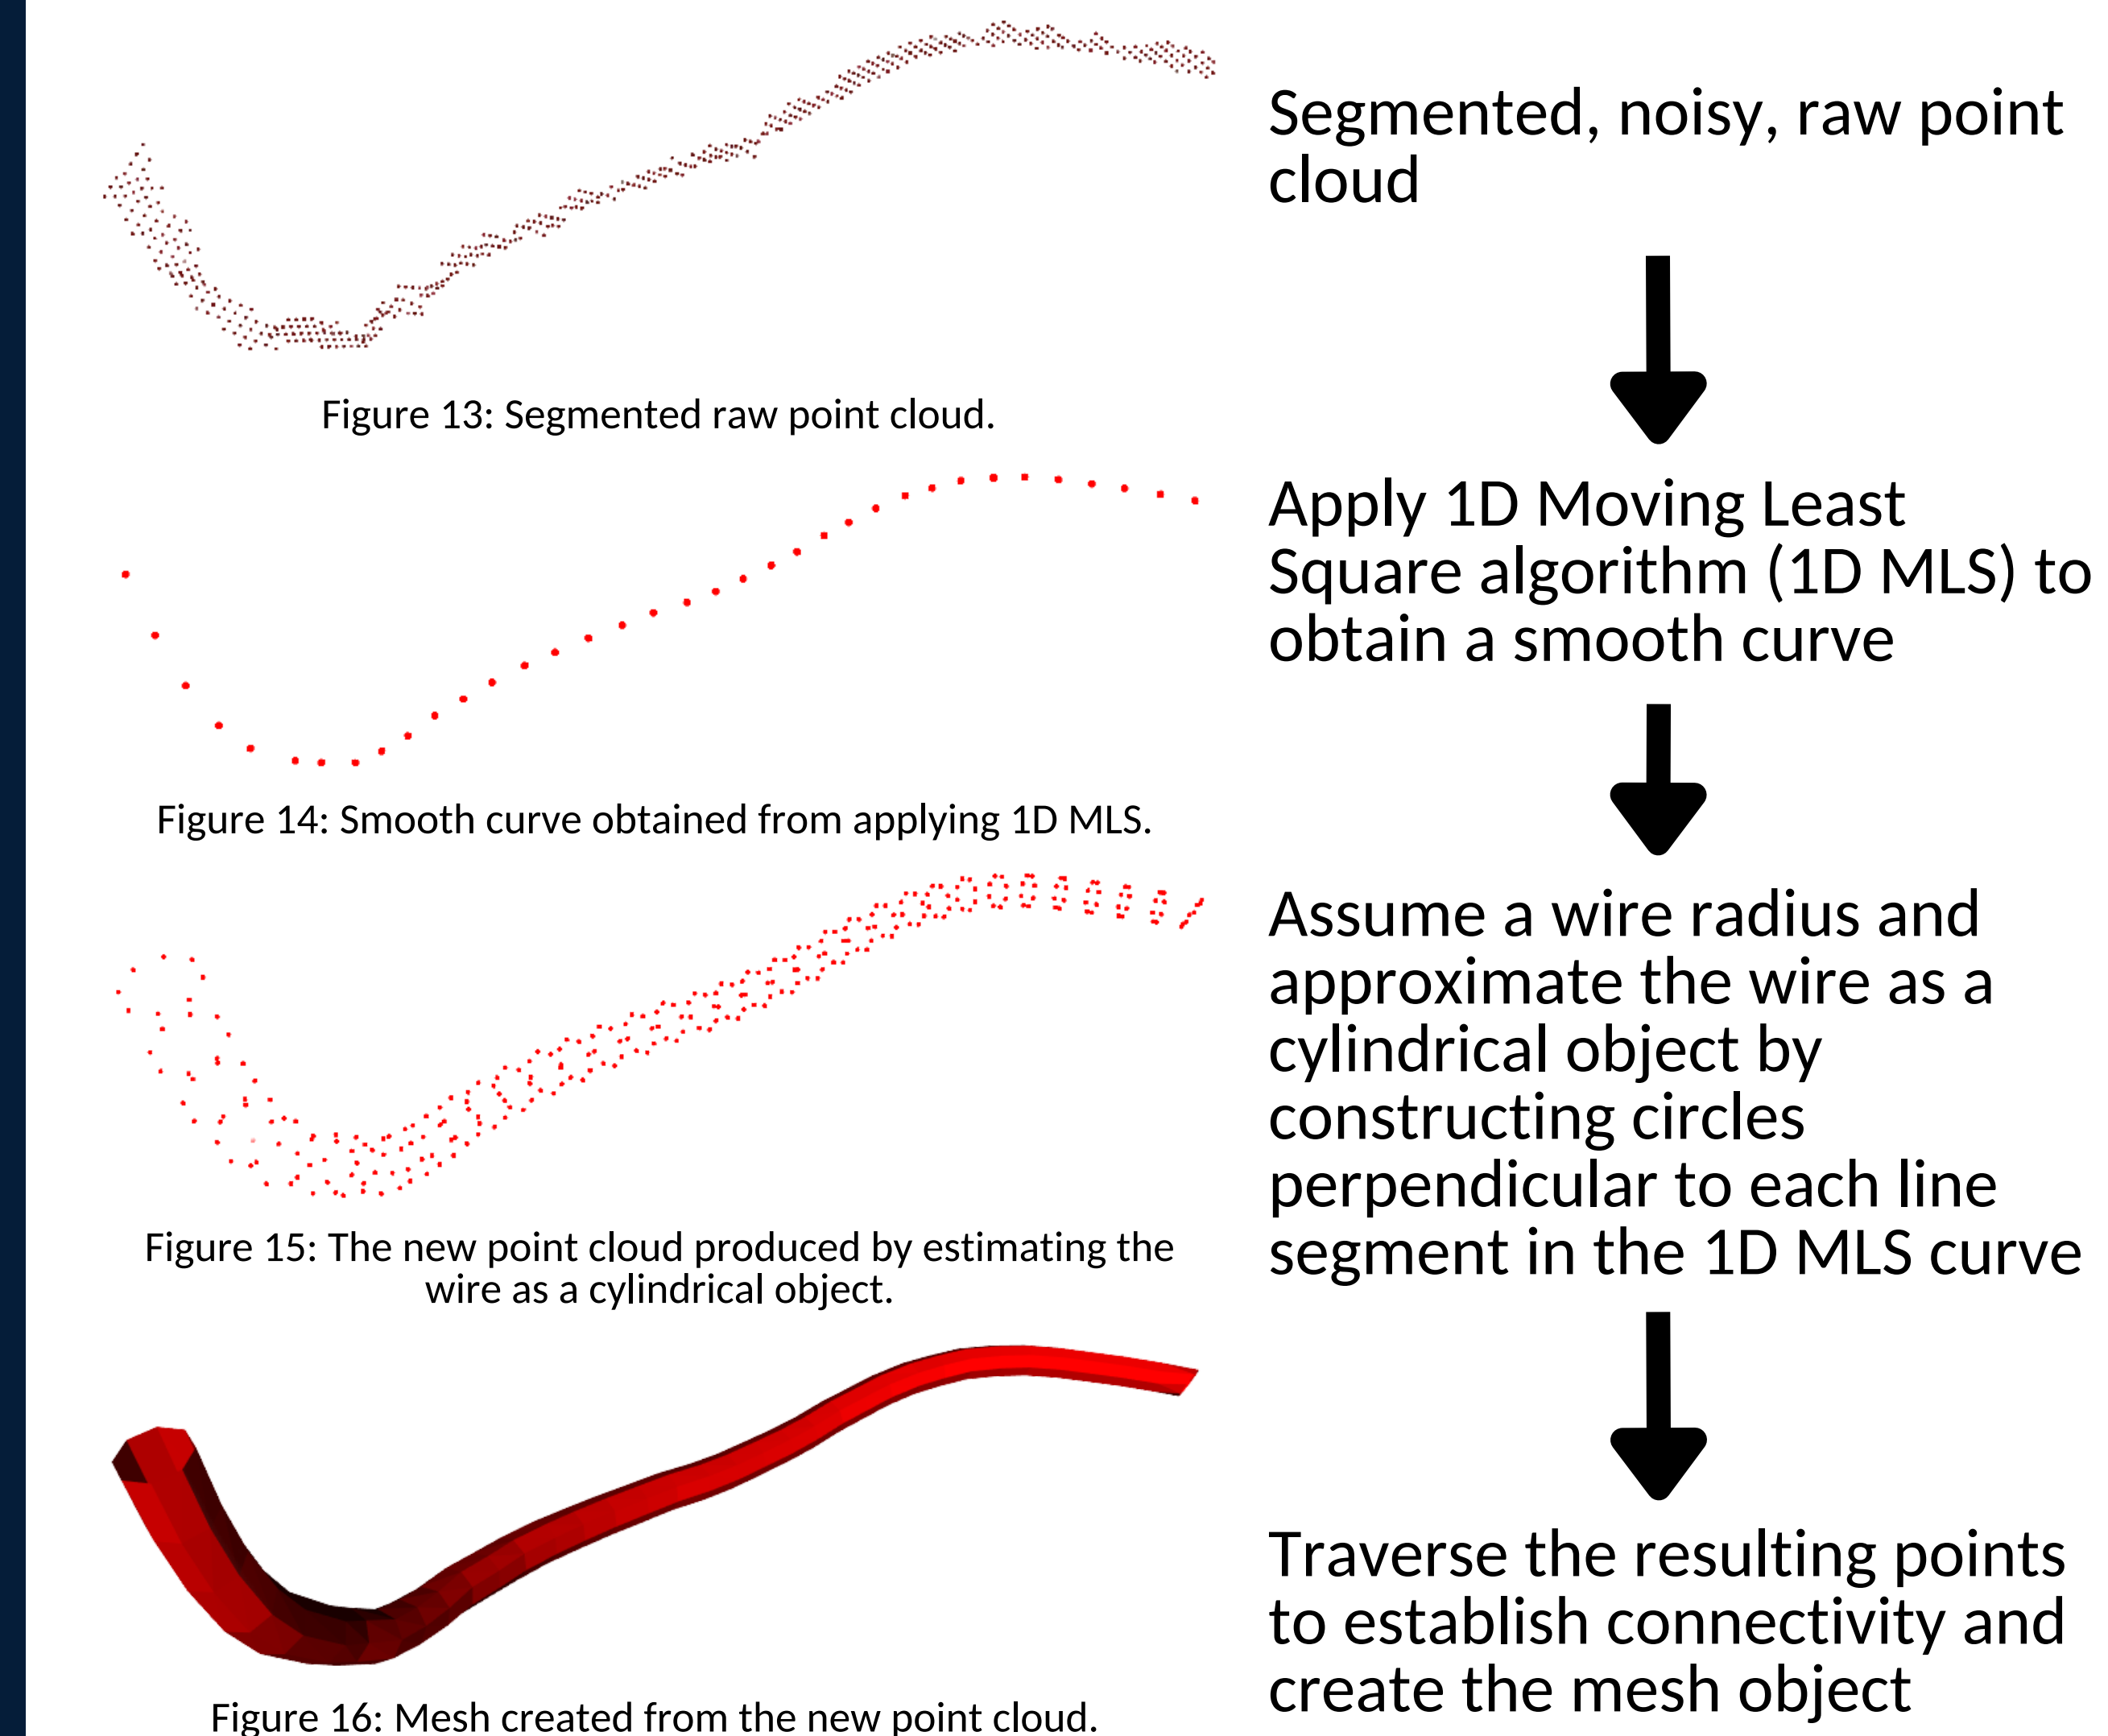 Segmented, noisy, raw point
cloud
Figure 13: Segmented raw point cloud.
Apply 1D Moving Least
Square algorithm (1D MLS) to
obtain a smooth curve
Figure 14: Smooth curve obtained from applying 1D MLS.
Assume a wire radius and
approximate the wire as a
cylindrical object by
constructing circles
perpendicular to each line
segment in the 1D MLS curve
Figure 15: The new point cloud produced by estimating the
wire as a cylindrical object.
Traverse the resulting points
to establish connectivity and
create the mesh object
Figure 16: Mesh created from the new point cloud.